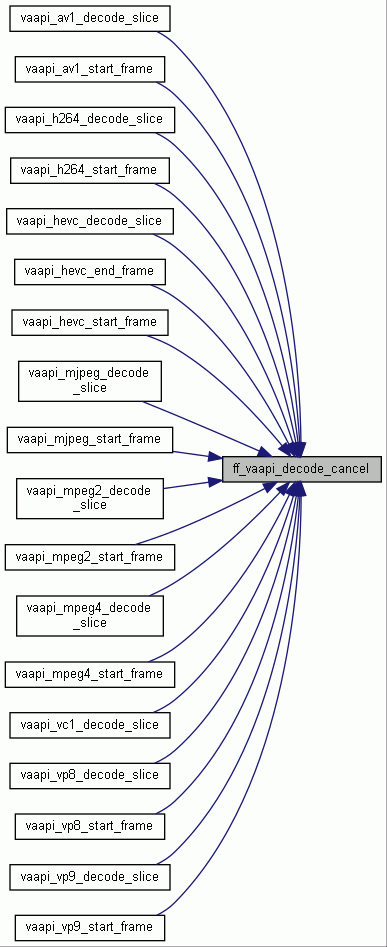 vaapi_av1_decode_slice
vaapi_av1_start_frame
vaapi_h264_decode_slice
vaapi_h264_start_frame
vaapi_hevc_decode_slice
vaapi_hevc_end_frame
vaapi_hevc_start_frame
vaapi_mjpeg_decode
_slice
vaapi_mjpeg_start_frame
ff_vaapi_decode_cancel
vaapi_mpeg2_decode
_slice
vaapi_mpeg2_start_frame
vaapi_mpeg4_decode
_slice
vaapi_mpeg4_start_frame
vaapi_vc1_decode_slice
vaapi_vp8_decode_slice
vaapi_vp8_start_frame
vaapi_vp9_decode_slice
vaapi_vp9_start_frame